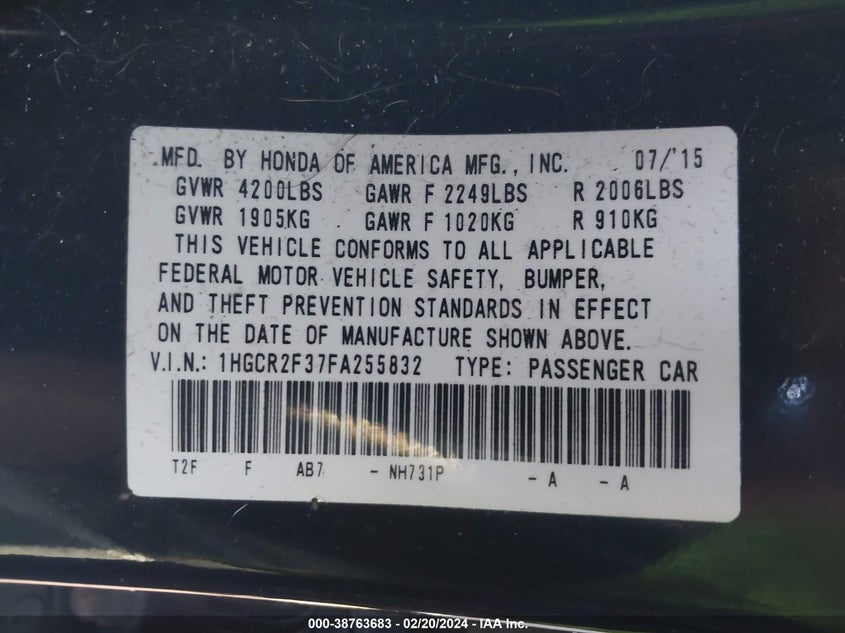 MFD. BY HONDA OF AMERICA MFG., INC. 07/'15
GVWR 4200LBS GAWR F 2249LBS R 2006LBS
GVWR 1905KG GAWR F 1020KG R 910KG
THIS VEHICLE CONFORMS TO ALL APPLICABLE
FEDERAL MOTOR VEHICLE SAFETY, BUMPER,
AND THEFT PREVENTION STANDARDS IN EFFECT
ON THE DATE OF MANUFACTURE SHOWN ABOVE.
V.I.N.: 1HGCR2F37FA255832 TYPE: PASSENGER CAR
T2F F AB7 - NH731P - A - A
000-38763683 - 02/20/2024 - IAA Inc.